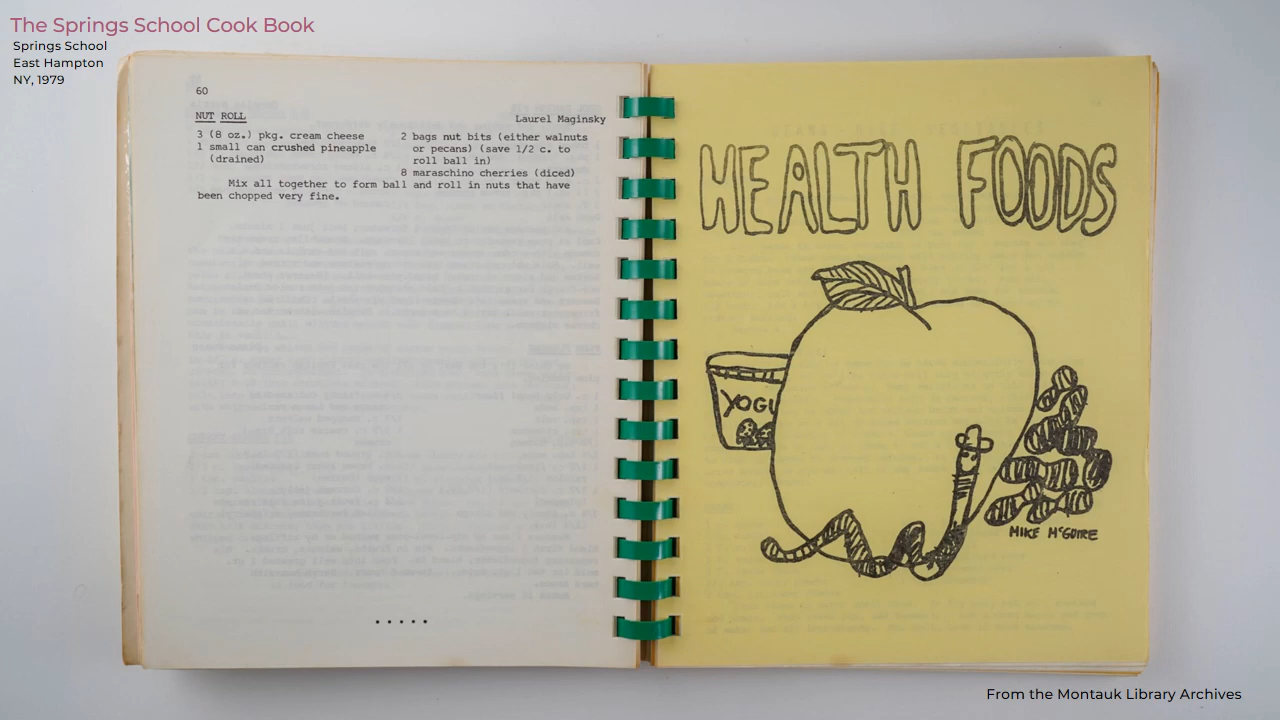 The Springs School Cook Book
Springs School
East Hampton
NY, 1979
60
NUT ROLL
Laurel Maginsky
3 (8 oz.) pkg. cream cheese
1 small can crushed pineapple
(drained)
2 bags nut bits (either walnuts
or pecans) (save 1/2 c. to
roll ball in)
8 maraschino cherries (diced)
Mix all together to form ball and roll in nuts that have
been chopped very fine.
.....
HEALTH FOODS
YOGU
MIKE McGUIRE
From the Montauk Library Archives